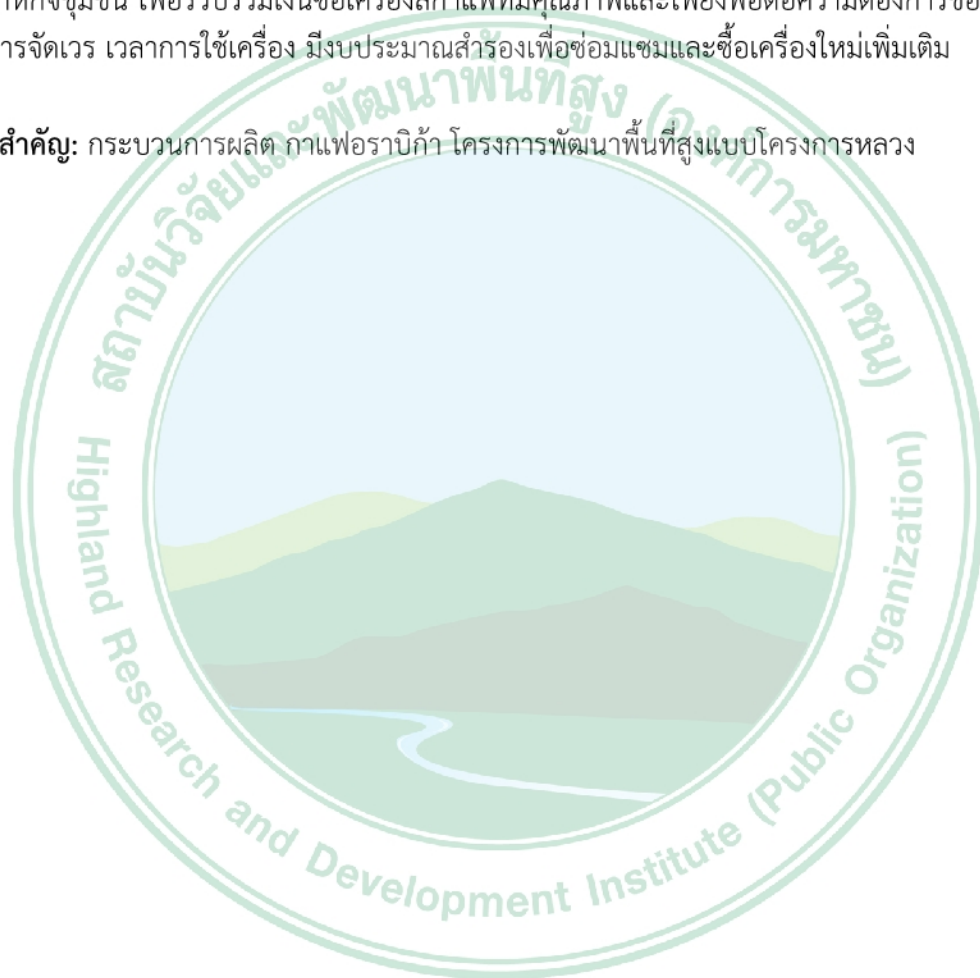 าหกิจชุมชน เพื่อรวบรวมเงินซื้อเครื่องสีกาแฟที่มีคุณภาพและเพียงพอต่อความต้องการของ
ารจัดเวร เวลาการใช้เครื่อง มีงบประมาณสำรองเพื่อซ่อมแซมและซื้อเครื่องใหม่เพิ่มเติม
สำคัญ: กระบวนการผลิต กาแฟอราบิก้า โครงการพัฒนาพื้นที่สูงแบบโครงการหลวง
สถาบันวิจัยและพัฒนาพื้นที่สูง (องค์การมหาชน)
Highland Research and Development Institute (Public Organization)